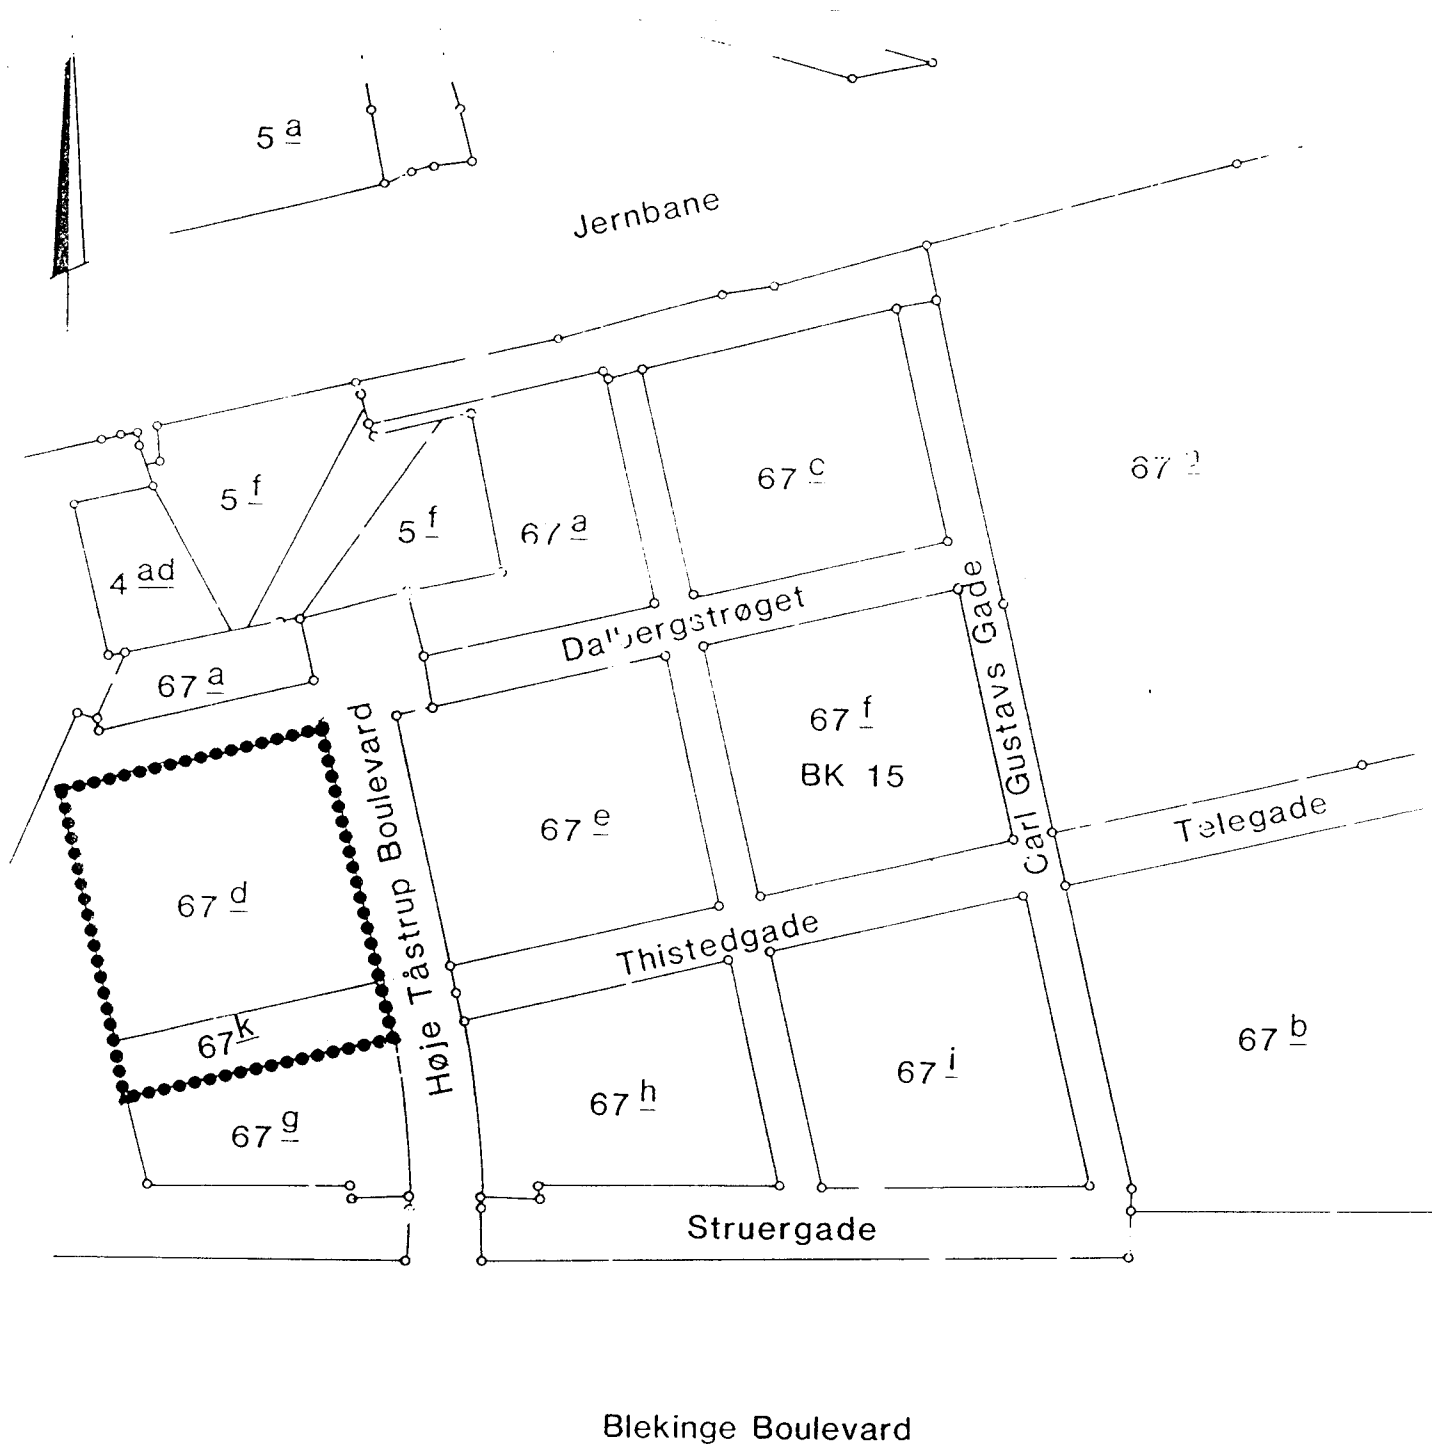 5 a
Jernbane
67 c
5 f
5 f
67 a
4 ad
Dalbergstrøget
67 a
Carl Gustavs Gade
67 f
BK 15
Høje Tåstrup Boulevard
67 e
Telegade
67 d
Thistedgade
67 k
67 b
67 i
67 h
67 g
Struergade
Blekinge Boulevard